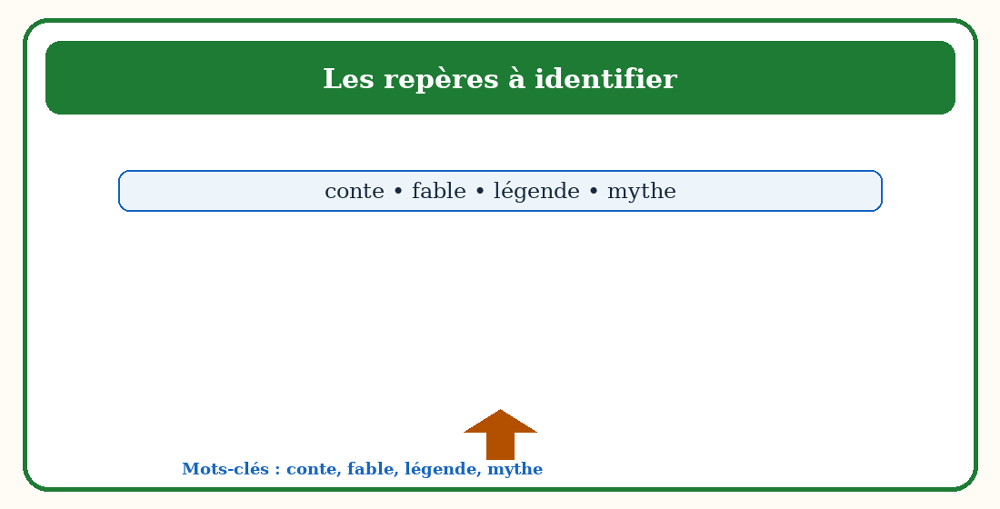 Les repères à identifier
conte • fable • légende • mythe
Mots-clés : conte, fable, légende, mythe